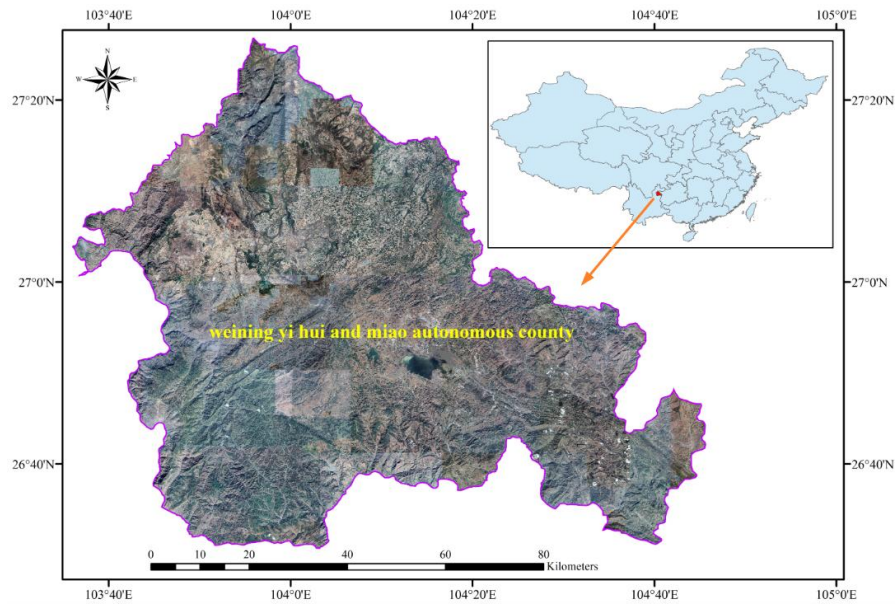 103°40'E 104°0'E 104°20'E 104°40'E 105°0'E
N
W E
S
27°20'N 27°20'N
27°0'N 27°0'N
weining yi hui and miao autonomous county
26°40'N 26°40'N
0 10 20 40 60 80
Kilometers
103°40'E 104°0'E 104°20'E 104°40'E 105°0'E